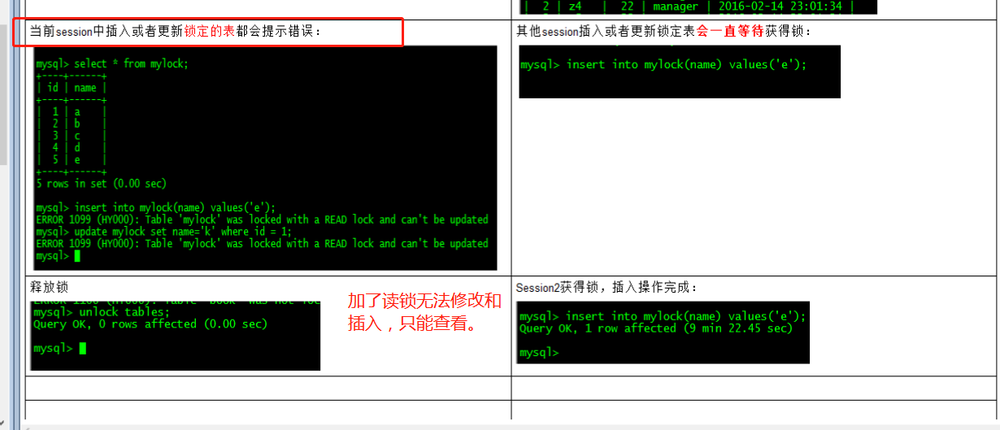 | 2 | z4 | 22 | manager | 2016-02-14 23:01:34 |
当前session中插入或者更新锁定的表都会提示错误：
mysql> select * from mylock;
+----+------+
| id | name |
+----+------+
| 1 | a |
| 2 | b |
| 3 | c |
| 4 | d |
| 5 | e |
+----+------+
5 rows in set (0.00 sec)
mysql> insert into mylock(name) values('e');
ERROR 1099 (HY000): Table 'mylock' was locked with a READ lock and can't be updated
mysql> update mylock set name='k' where id = 1;
ERROR 1099 (HY000): Table 'mylock' was locked with a READ lock and can't be updated
mysql>
其他session插入或者更新锁定表会一直等待获得锁：
mysql> insert into mylock(name) values('e');
释放锁
ERROR 1100 (HY000): Table 'book' was not loc
mysql> unlock tables;
Query OK, 0 rows affected (0.00 sec)
mysql>
加了读锁无法修改和
插入，只能查看。
Session2获得锁，插入操作完成：
mysql> insert into mylock(name) values('e');
Query OK, 1 row affected (9 min 22.45 sec)
mysql>